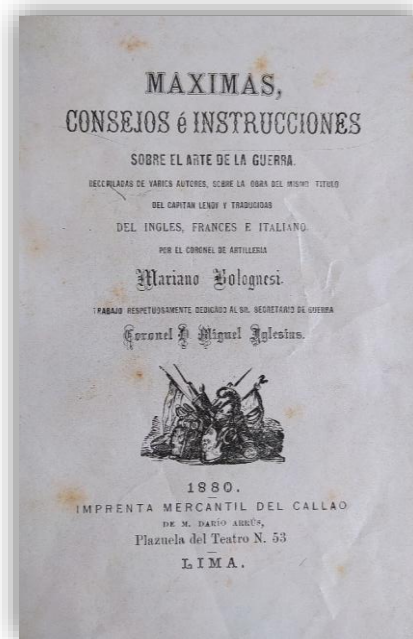 MAXIMAS,
CONSEJOS é INSTRUCCIONES
SOBRE EL ARTE DE LA GUERRA.
RECOPILADAS DE VARIOS AUTORES, SOBRE LA OBRA DEL MISMO TITULO
DEL CAPITAN LENDY Y TRADUCIDAS
DEL INGLES, FRANCES E ITALIANO.
POR EL CORONEL DE ARTILLERIA
Mariano Bolognesi.
TRABAJO RESPETUOSAMENTE DEDICADO AL SR. SECRETARIO DE GUERRA
Coronel D Miguel Iglesias.
1880.
IMPRENTA MERCANTIL DEL CALLAO
DE M. DARÍO ARRÚS,
Plazuela del Teatro N. 53
LIMA.